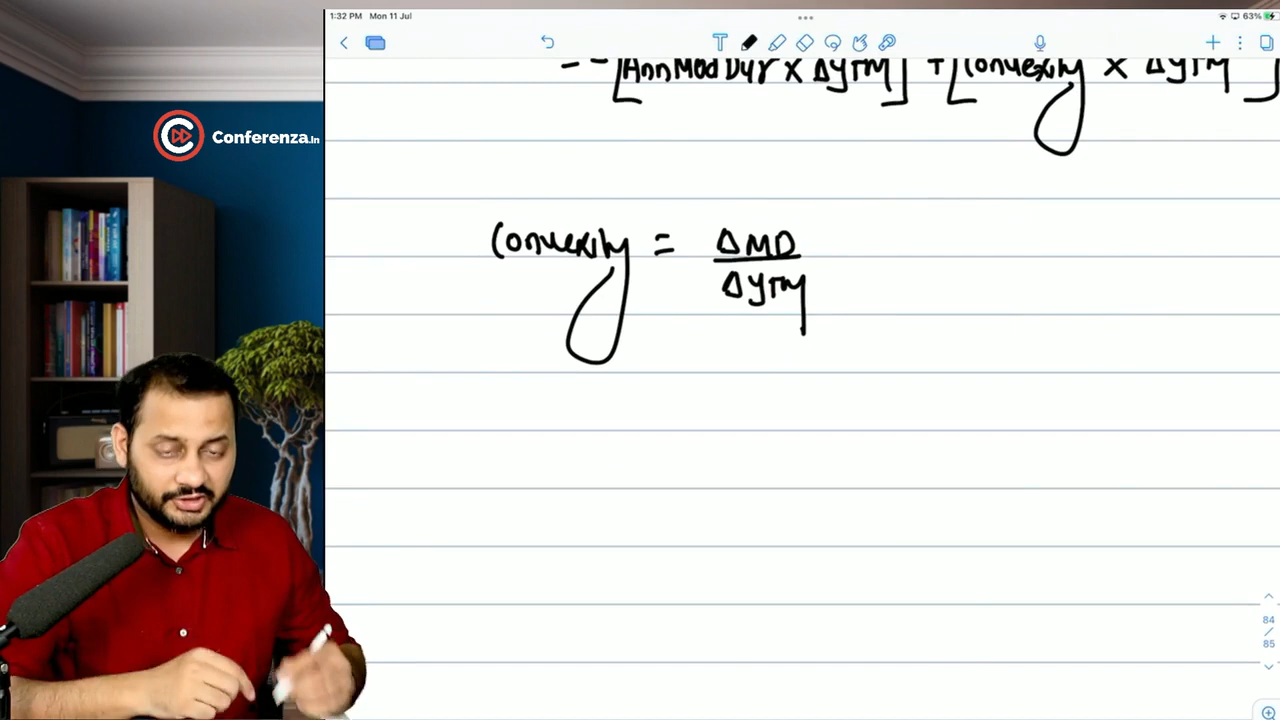 1:32 PM Mon 11 Jul
63%
- - [AnnModDur × ΔYTM] + [Convexity × ΔYTM ]
Conferenza.In
Convexity = ΔMD
ΔYTM
84
/
85